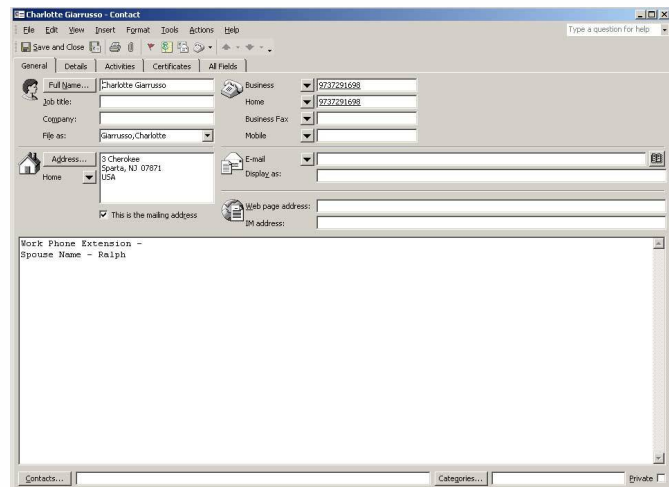 Charlotte Giarrusso - Contact
File Edit View Insert Format Tools Actions Help Type a question for help
Save and Close
General Details Activities Certificates All Fields
Full Name... Charlotte Giarrusso
Job title:
Company:
File as: Giarrusso,Charlotte
Business 9737291698
Home 9737291698
Business Fax
Mobile
Address... 3 Cherokee
Sparta, NJ 07871
USA
Home
This is the mailing address
E-mail
Display as:
Web page address:
IM address:
Work Phone Extension -
Spouse Name - Ralph
Contacts... Categories... Private